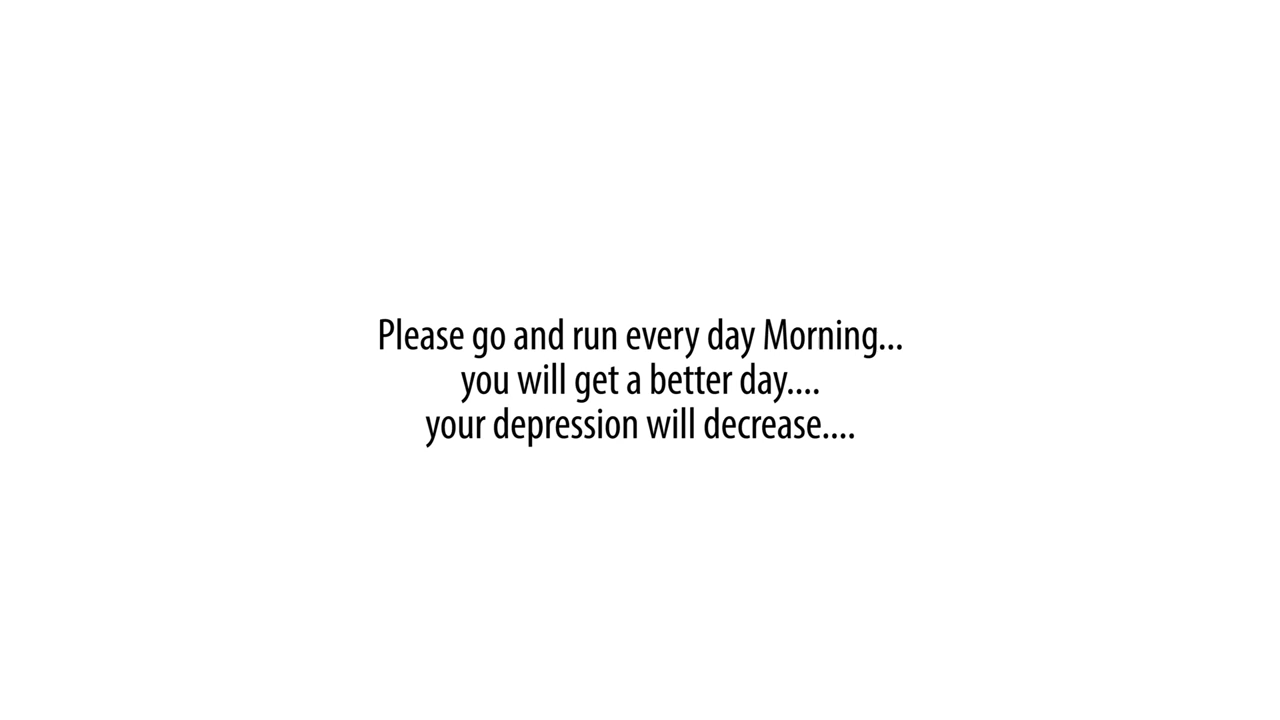 Please go and run every day Morning...
you will get a better day....
your depression will decrease....